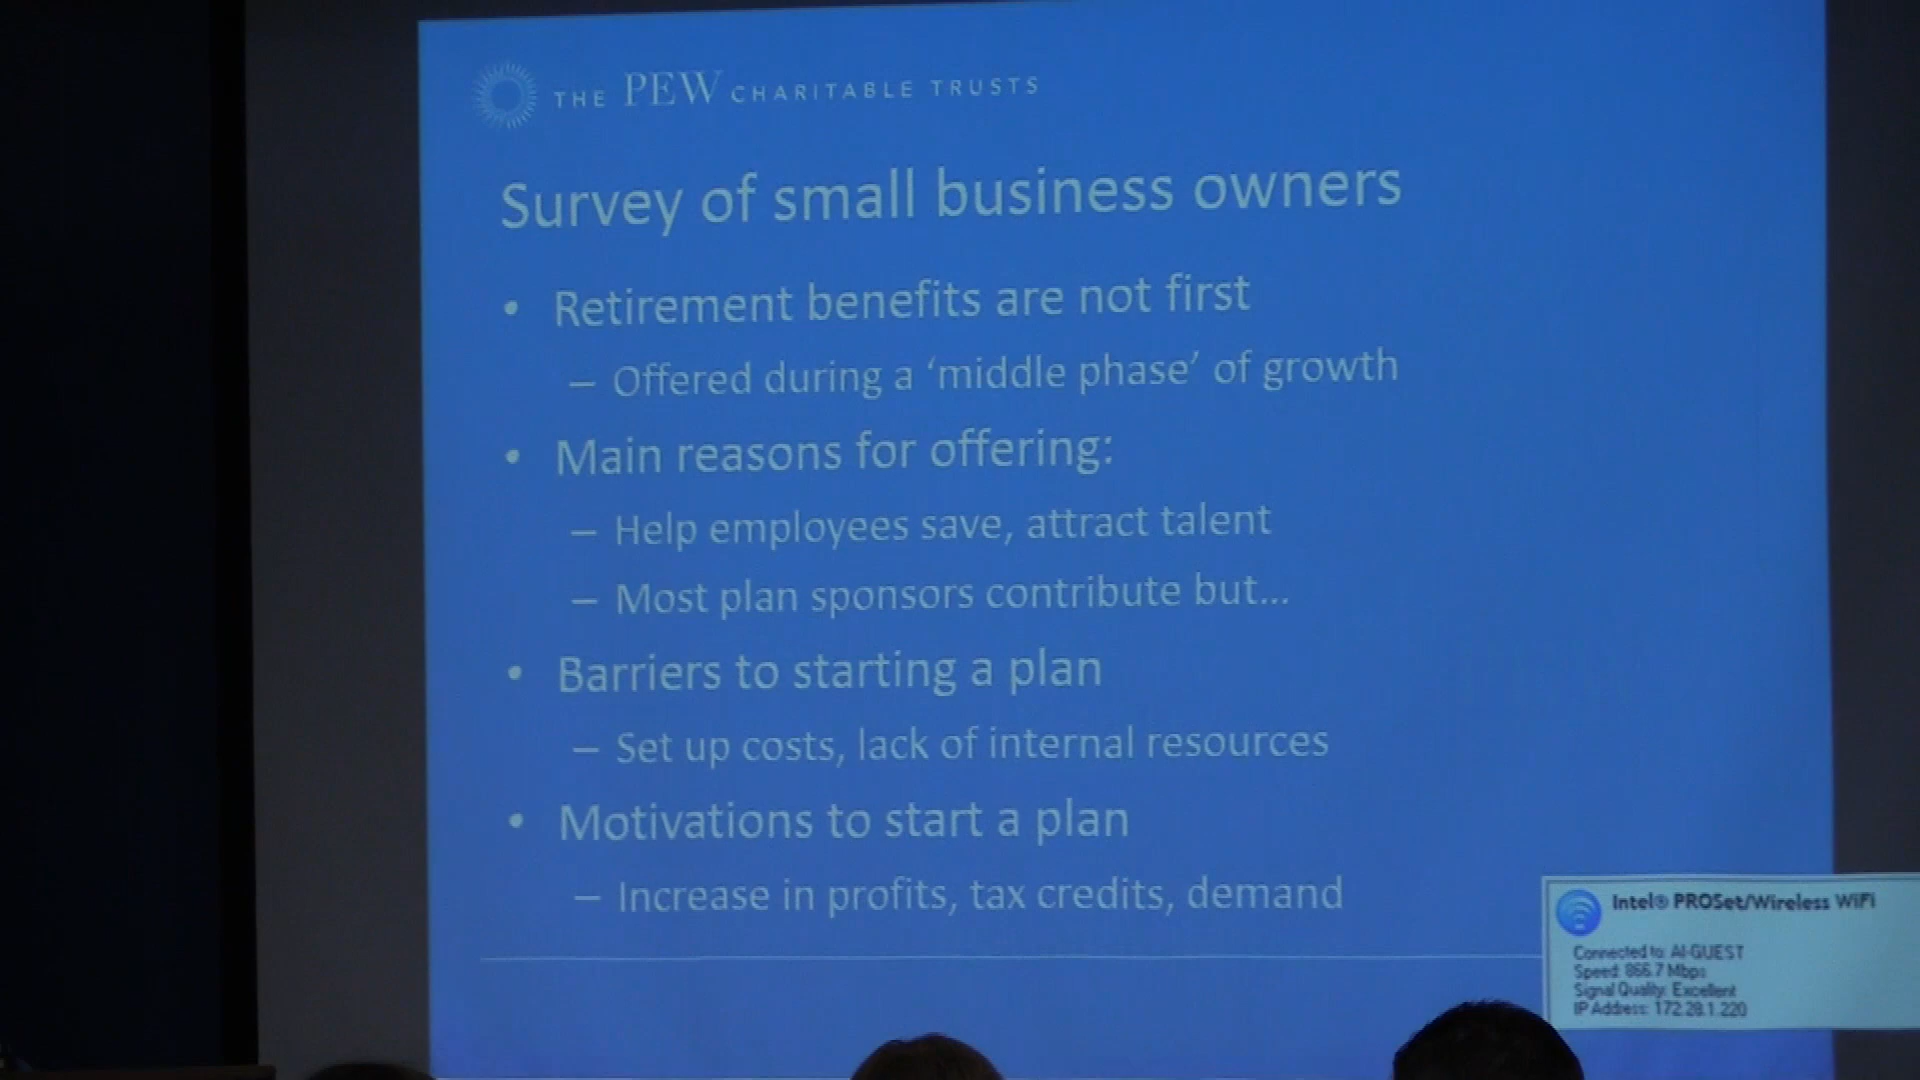 THE PEW CHARITABLE TRUSTS
Survey of small business owners
• Retirement benefits are not first
– Offered during a ‘middle phase’ of growth
• Main reasons for offering:
– Help employees save, attract talent
– Most plan sponsors contribute but...
• Barriers to starting a plan
– Set up costs, lack of internal resources
• Motivations to start a plan
– Increase in profits, tax credits, demand
Intel® PROSet/Wireless WiFi
Connected to: AI-GUEST
Speed: 866.7 Mbps
Signal Quality: Excellent
IP Address: 172.28.1.220